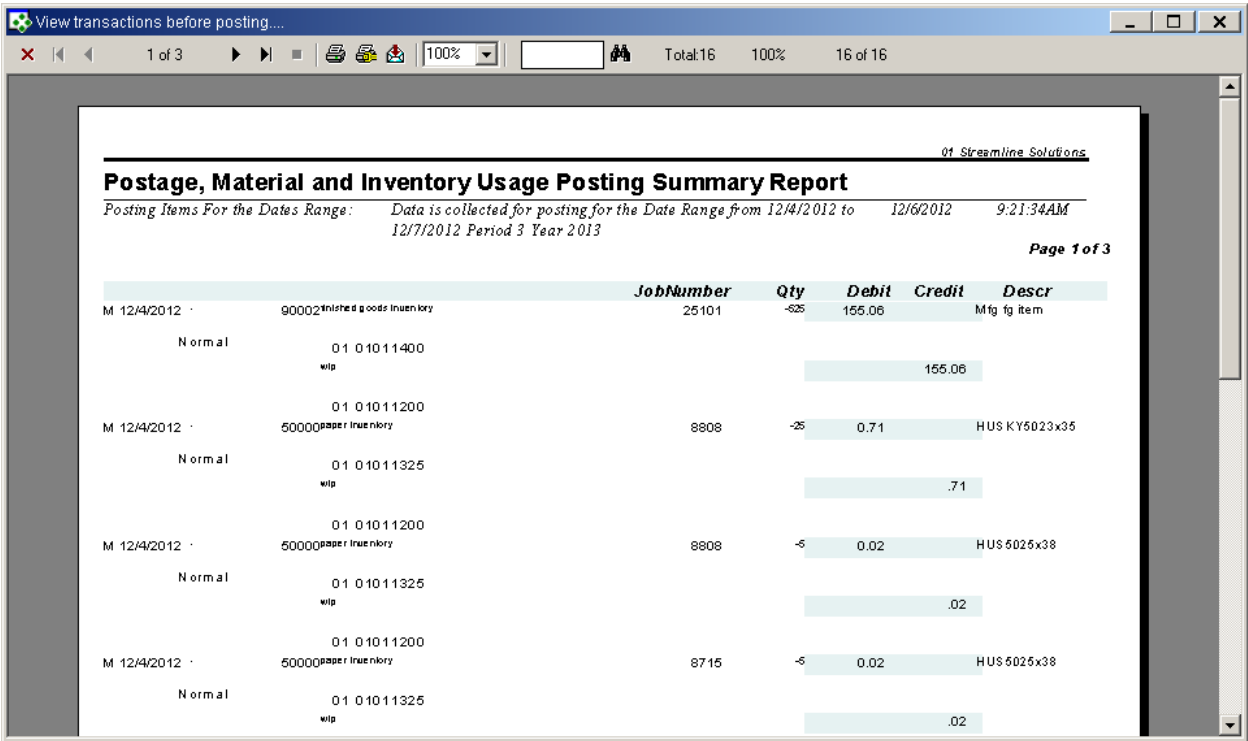 View transactions before posting....
1 of 3 100% Total:16 100% 16 of 16
01 Streamline Solutions
Postage, Material and Inventory Usage Posting Summary Report
Posting Items For the Dates Range: Data is collected for posting for the Date Range from 12/4/2012 to 12/6/2012 9:21:34AM
12/7/2012 Period 3 Year 2013
Page 1 of 3
JobNumber Qty Debit Credit Descr
M 12/4/2012 90002 finished goods inventory 25101 -625 155.06 Mfg fg item
Normal 01 01011400
wip 155.06
01 01011200
M 12/4/2012 50000 paper inventory 8808 -25 0.71 HUSKY5023x35
Normal 01 01011325
wip .71
01 01011200
M 12/4/2012 50000 paper inventory 8808 -5 0.02 HUS5025x38
Normal 01 01011325
wip .02
01 01011200
M 12/4/2012 50000 paper inventory 8715 -5 0.02 HUS5025x38
Normal 01 01011325
wip .02